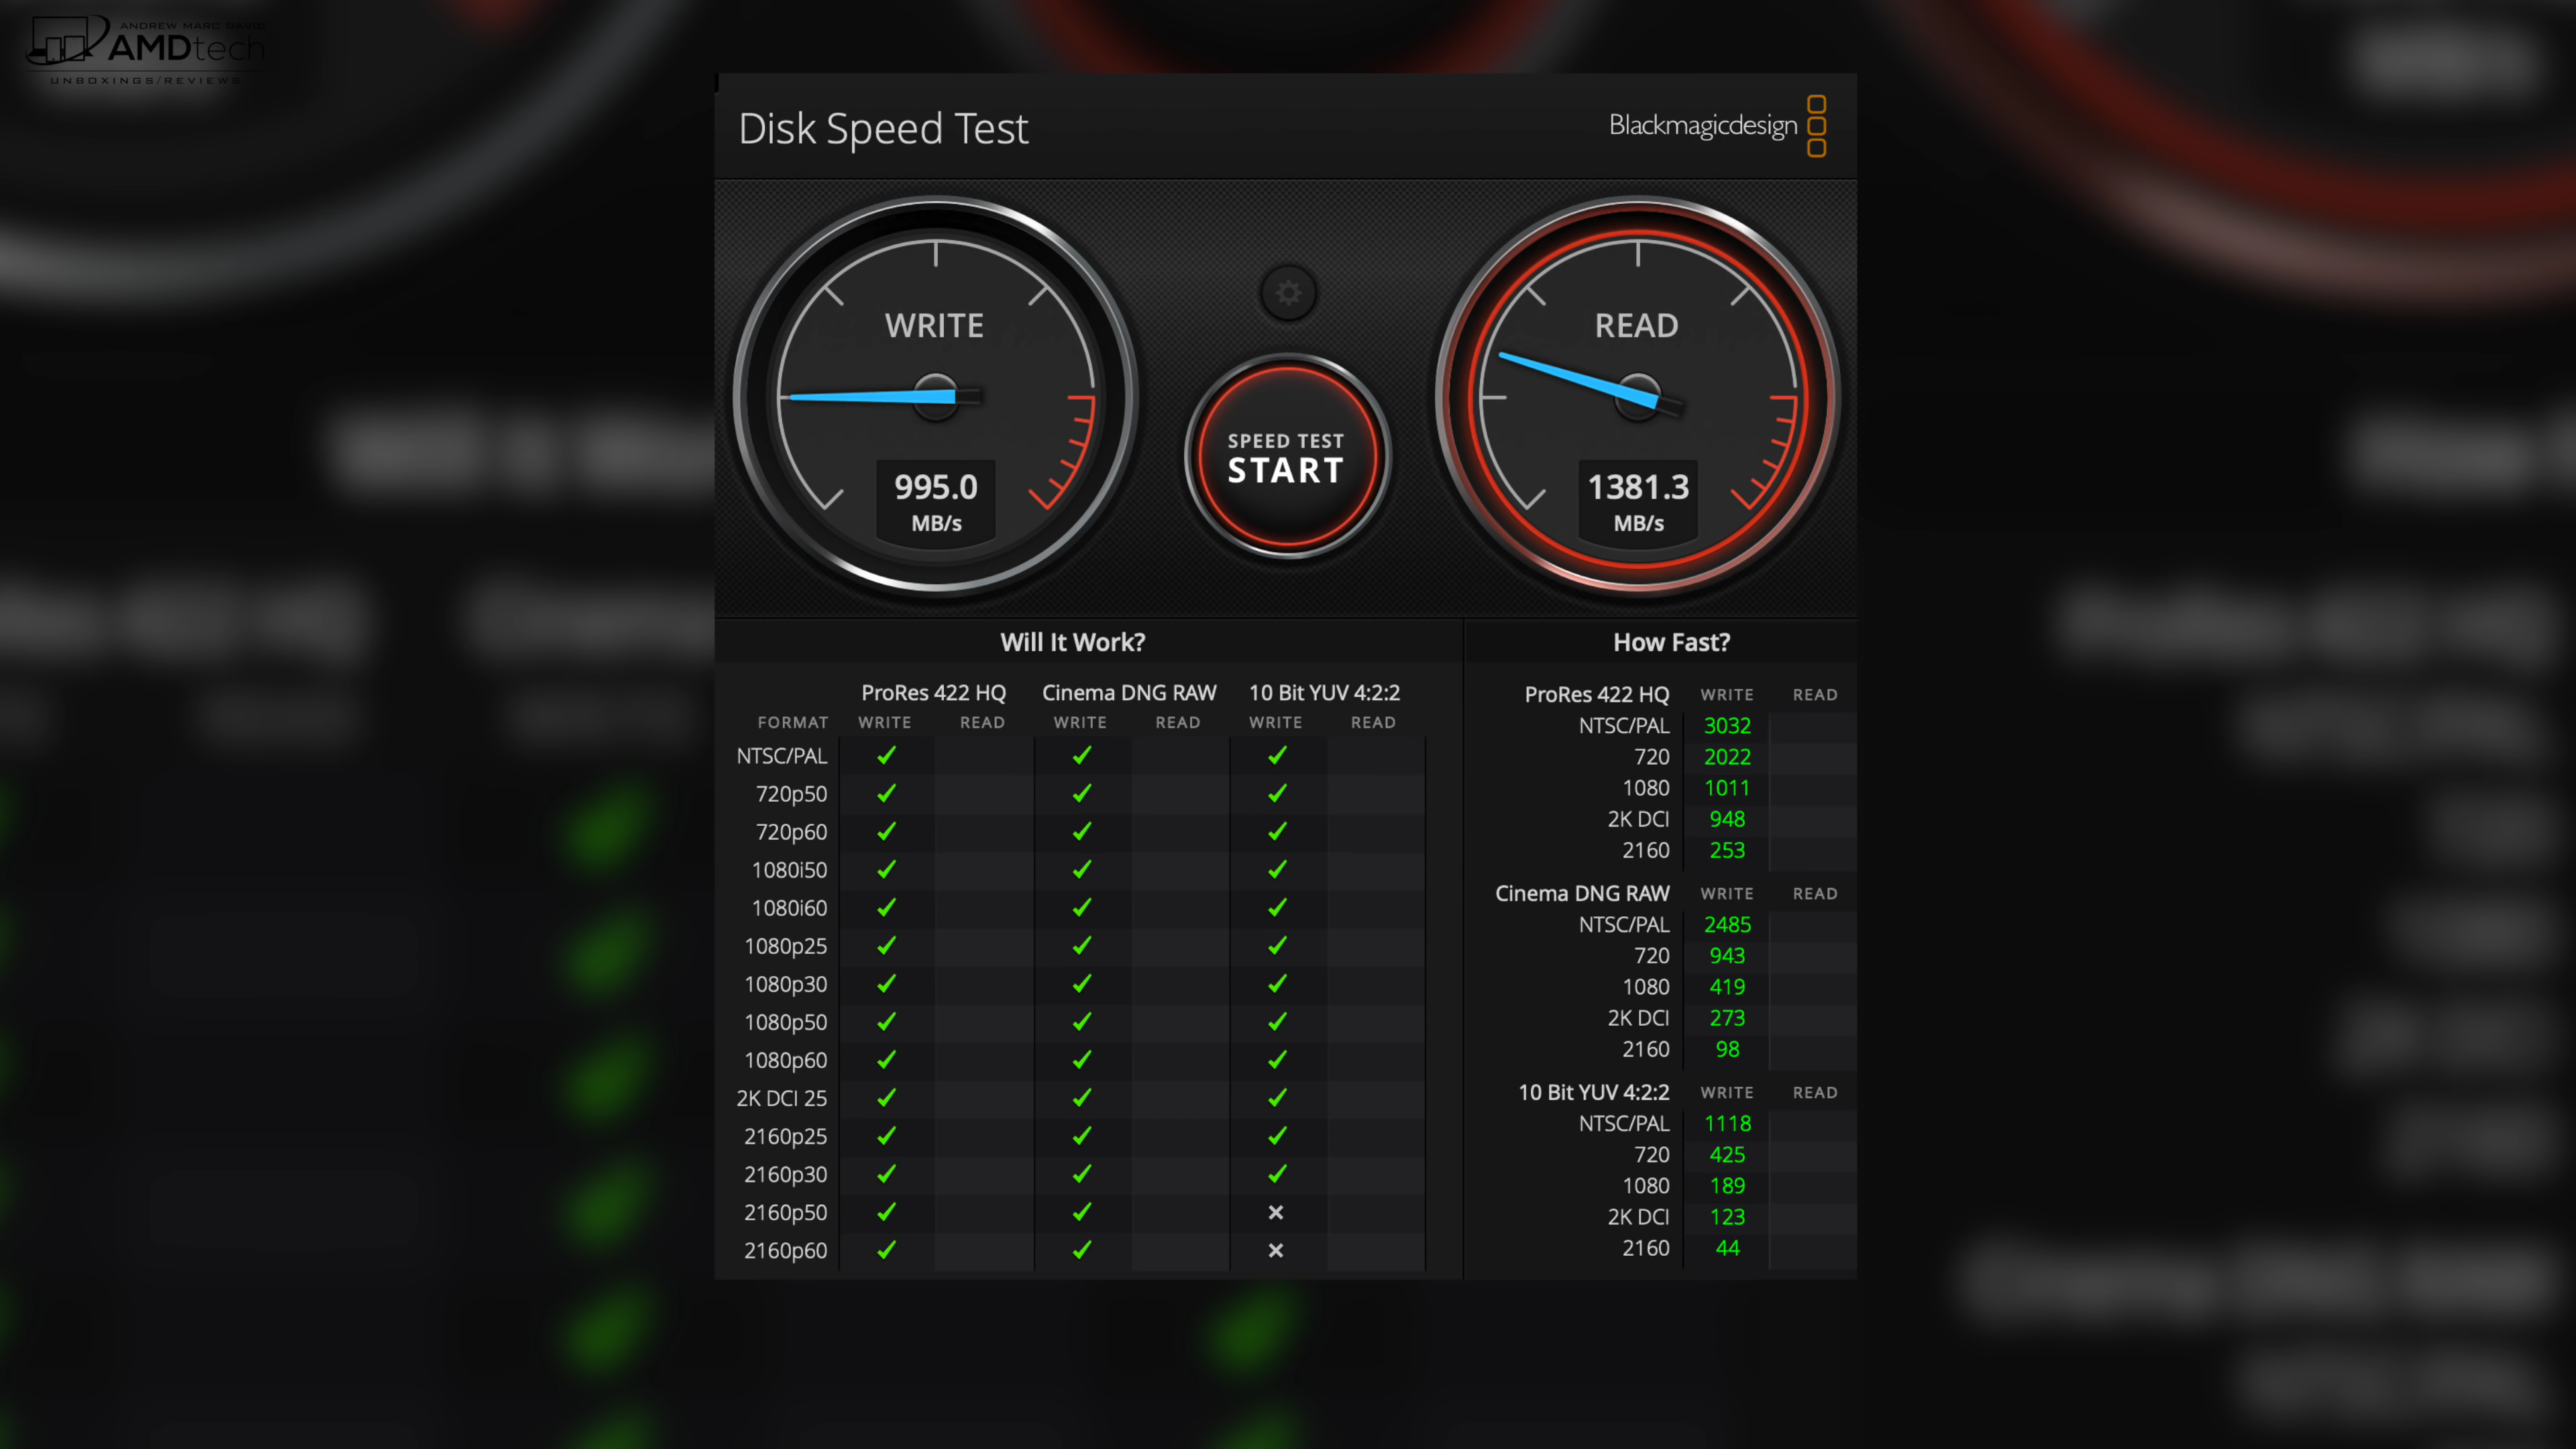 ANDREW MARC DAVID
AMDtech
UNBOXINGS/REVIEWS
Disk Speed Test
Blackmagicdesign
WRITE
995.0
MB/s
SPEED TEST
START
READ
1381.3
MB/s
Will It Work?
ProRes 422 HQ Cinema DNG RAW 10 Bit YUV 4:2:2
FORMAT WRITE READ WRITE READ WRITE READ
NTSC/PAL
720p50
720p60
1080i50
1080i60
1080p25
1080p30
1080p50
1080p60
2K DCI 25
2160p25
2160p30
2160p50
2160p60
How Fast?
ProRes 422 HQ WRITE READ
NTSC/PAL 3032
720 2022
1080 1011
2K DCI 948
2160 253
Cinema DNG RAW WRITE READ
NTSC/PAL 2485
720 943
1080 419
2K DCI 273
2160 98
10 Bit YUV 4:2:2 WRITE READ
NTSC/PAL 1118
720 425
1080 189
2K DCI 123
2160 44